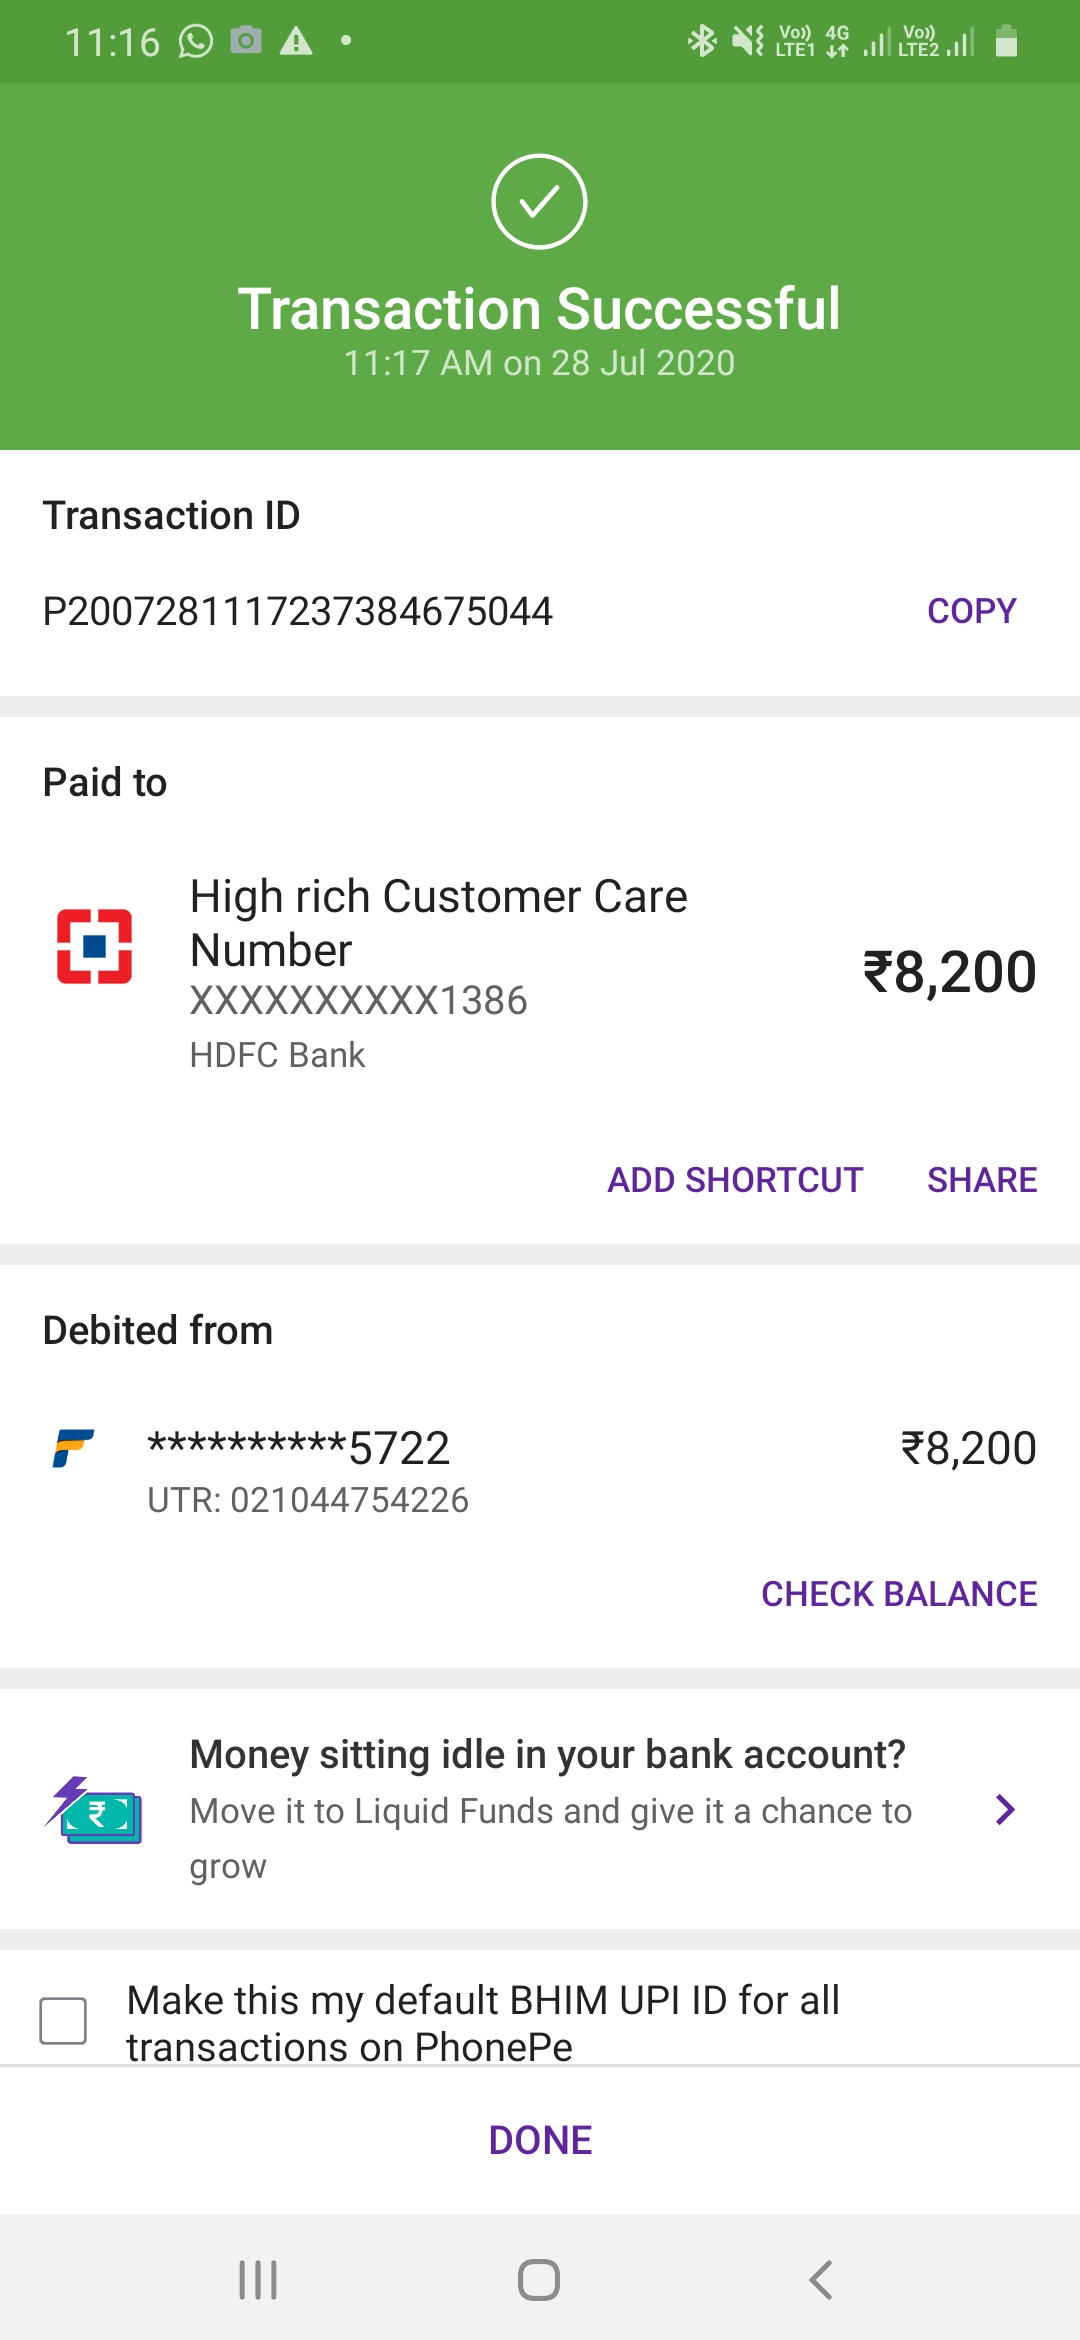 11:16
Vo)) LTE1 4G Vo)) LTE2
Transaction Successful
11:17 AM on 28 Jul 2020
Transaction ID
P2007281117237384675044
COPY
Paid to
High rich Customer Care
Number
XXXXXXXXXX1386
HDFC Bank
₹8,200
ADD SHORTCUT
SHARE
Debited from
**********5722
₹8,200
UTR: 021044754226
CHECK BALANCE
Money sitting idle in your bank account?
Move it to Liquid Funds and give it a chance to
grow
Make this my default BHIM UPI ID for all
transactions on PhonePe
DONE